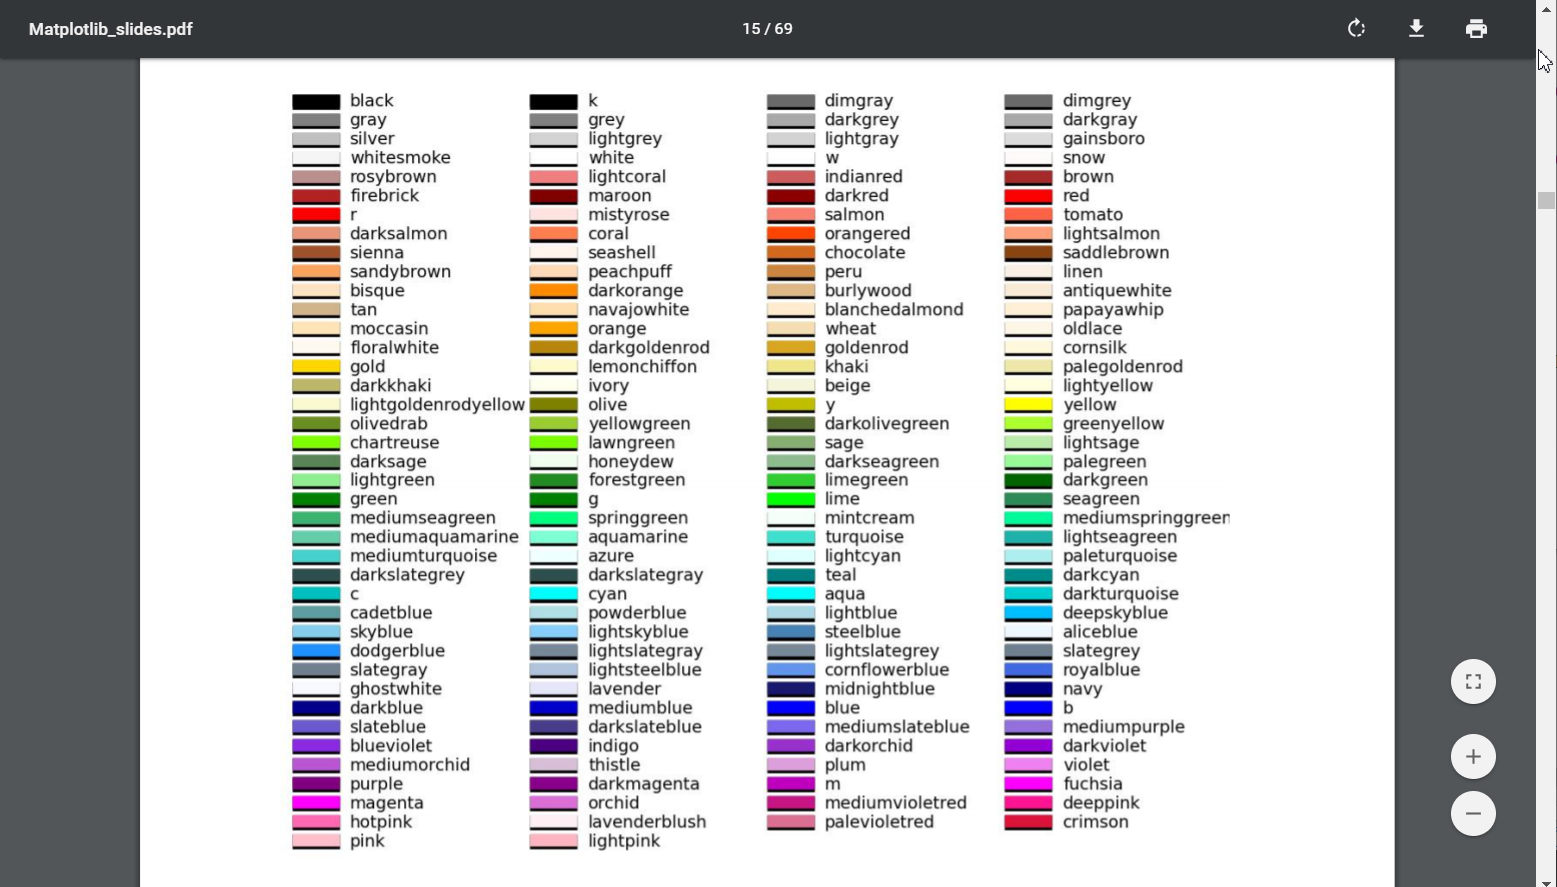 Matplotlib_slides.pdf 15 / 69
black k dimgray dimgrey
gray grey darkgrey darkgray
silver lightgrey lightgray gainsboro
whitesmoke white w snow
rosybrown lightcoral indianred brown
firebrick maroon darkred red
r mistyrose salmon tomato
darksalmon coral orangered lightsalmon
sienna seashell chocolate saddlebrown
sandybrown peachpuff peru linen
bisque darkorange burlywood antiquewhite
tan navajowhite blanchedalmond papayawhip
moccasin orange wheat oldlace
floralwhite darkgoldenrod goldenrod cornsilk
gold lemonchiffon khaki palegoldenrod
darkkhaki ivory beige lightyellow
lightgoldenrodyellow olive y yellow
olivedrab yellowgreen darkolivegreen greenyellow
chartreuse lawngreen sage lightsage
darksage honeydew darkseagreen palegreen
lightgreen forestgreen limegreen darkgreen
green g lime seagreen
mediumseagreen springgreen mintcream mediumspringgreen
mediumaquamarine aquamarine turquoise lightseagreen
mediumturquoise azure lightcyan paleturquoise
darkslategrey darkslategray teal darkcyan
c cyan aqua darkturquoise
cadetblue powderblue lightblue deepskyblue
skyblue lightskyblue steelblue aliceblue
dodgerblue lightslategray lightslategrey slategrey
slategray lightsteelblue cornflowerblue royalblue
ghostwhite lavender midnightblue navy
darkblue mediumblue blue b
slateblue darkslateblue mediumslateblue mediumpurple
blueviolet indigo darkorchid darkviolet
mediumorchid thistle plum violet
purple darkmagenta m fuchsia
magenta orchid mediumvioletred deeppink
hotpink lavenderblush palevioletred crimson
pink lightpink